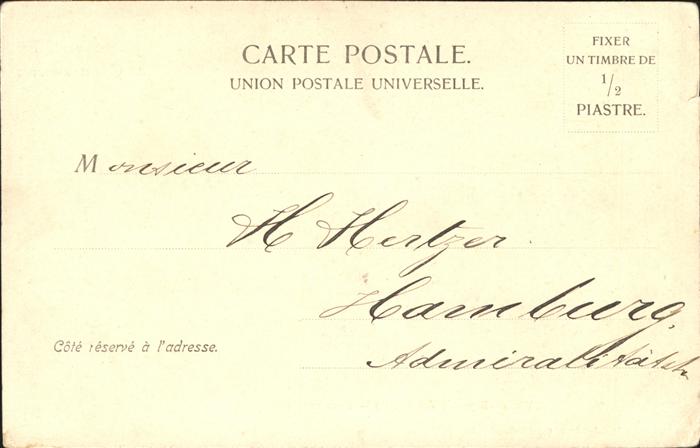 CARTE POSTALE.
UNION POSTALE UNIVERSELLE.
FIXER
UN TIMBRE DE
1/2
PIASTRE.
Monsieur
H Hertzer.
Hamburg,
Côté réservé à l'adresse.
Admiralitätstr